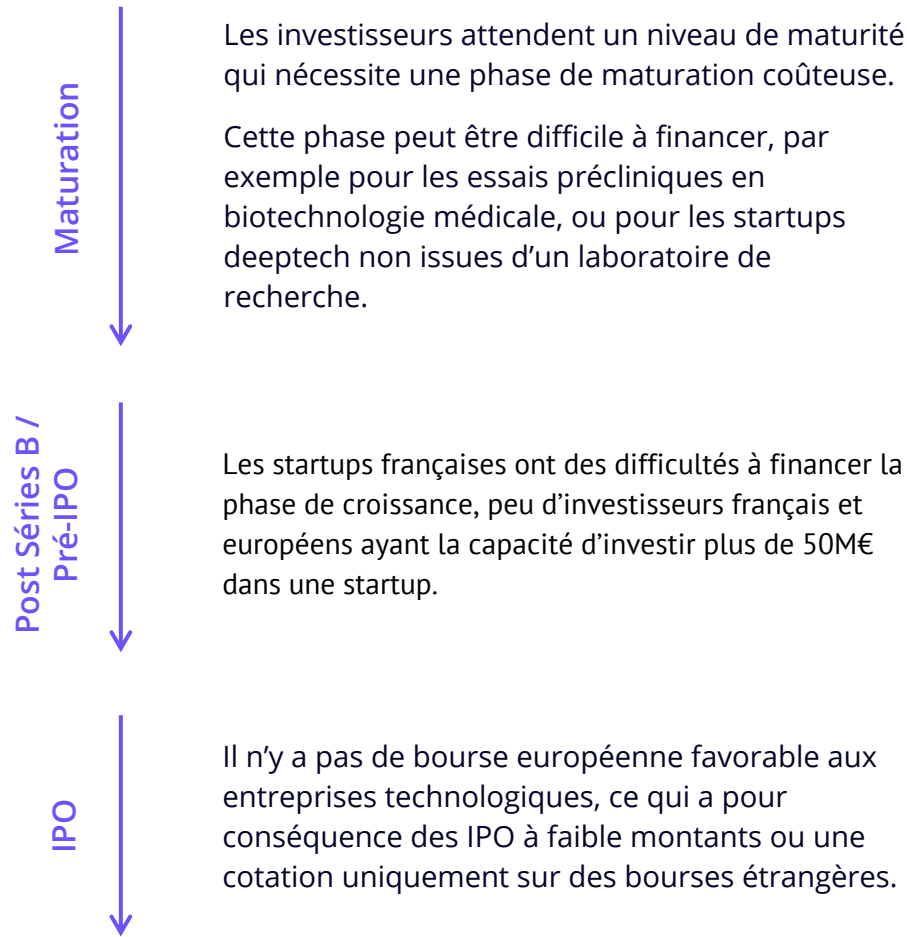 Maturation
Les investisseurs attendent un niveau de maturité
qui nécessite une phase de maturation coûteuse.
Cette phase peut être difficile à financer, par
exemple pour les essais précliniques en
biotechnologie médicale, ou pour les startups
deeptech non issues d’un laboratoire de
recherche.
Post Séries B /
Pré-IPO
Les startups françaises ont des difficultés à financer la
phase de croissance, peu d’investisseurs français et
européens ayant la capacité d’investir plus de 50M€
dans une startup.
IPO
Il n’y a pas de bourse européenne favorable aux
entreprises technologiques, ce qui a pour
conséquence des IPO à faible montants ou une
cotation uniquement sur des bourses étrangères.